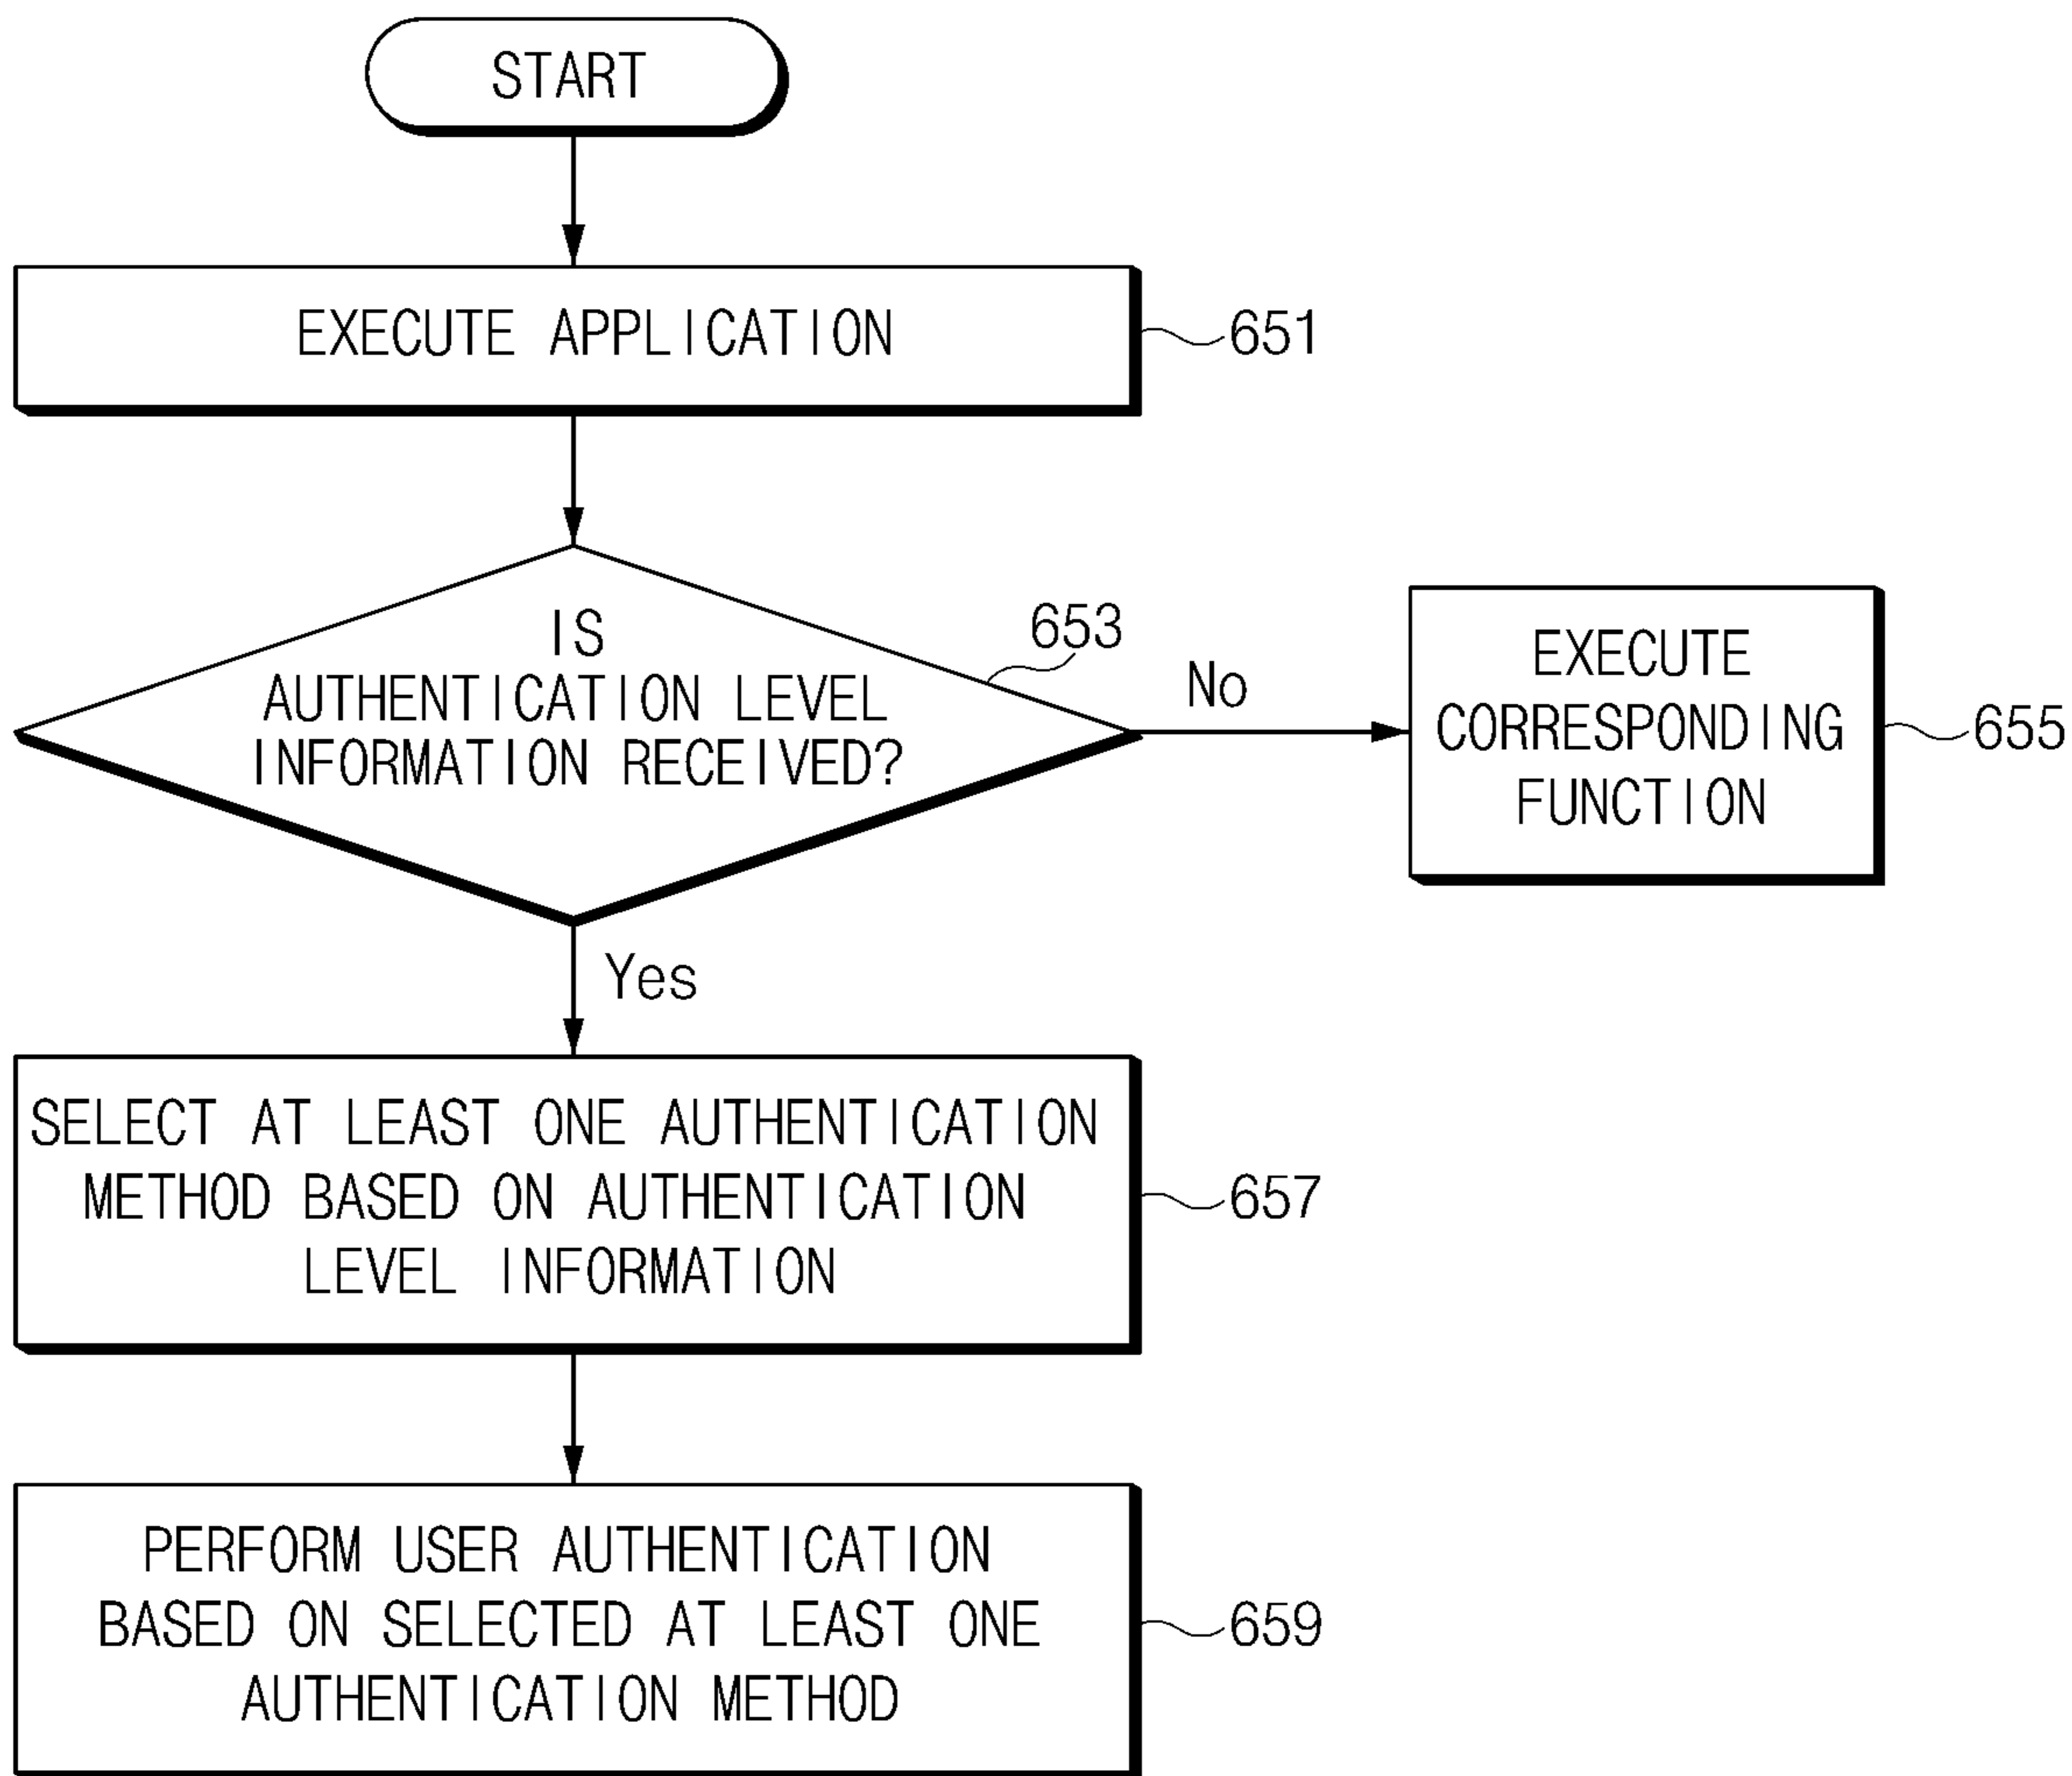 START
EXECUTE APPLICATION
651
IS
AUTHENTICATION LEVEL
INFORMATION RECEIVED?
653
No
EXECUTE
CORRESPONDING
FUNCTION
655
Yes
SELECT AT LEAST ONE AUTHENTICATION
METHOD BASED ON AUTHENTICATION
LEVEL INFORMATION
657
PERFORM USER AUTHENTICATION
BASED ON SELECTED AT LEAST ONE
AUTHENTICATION METHOD
659